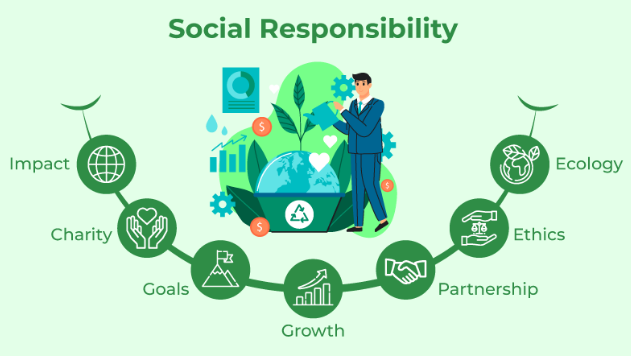 Social Responsibility
Impact
Ecology
Charity
Ethics
Goals
Partnership
Growth
$
$
$